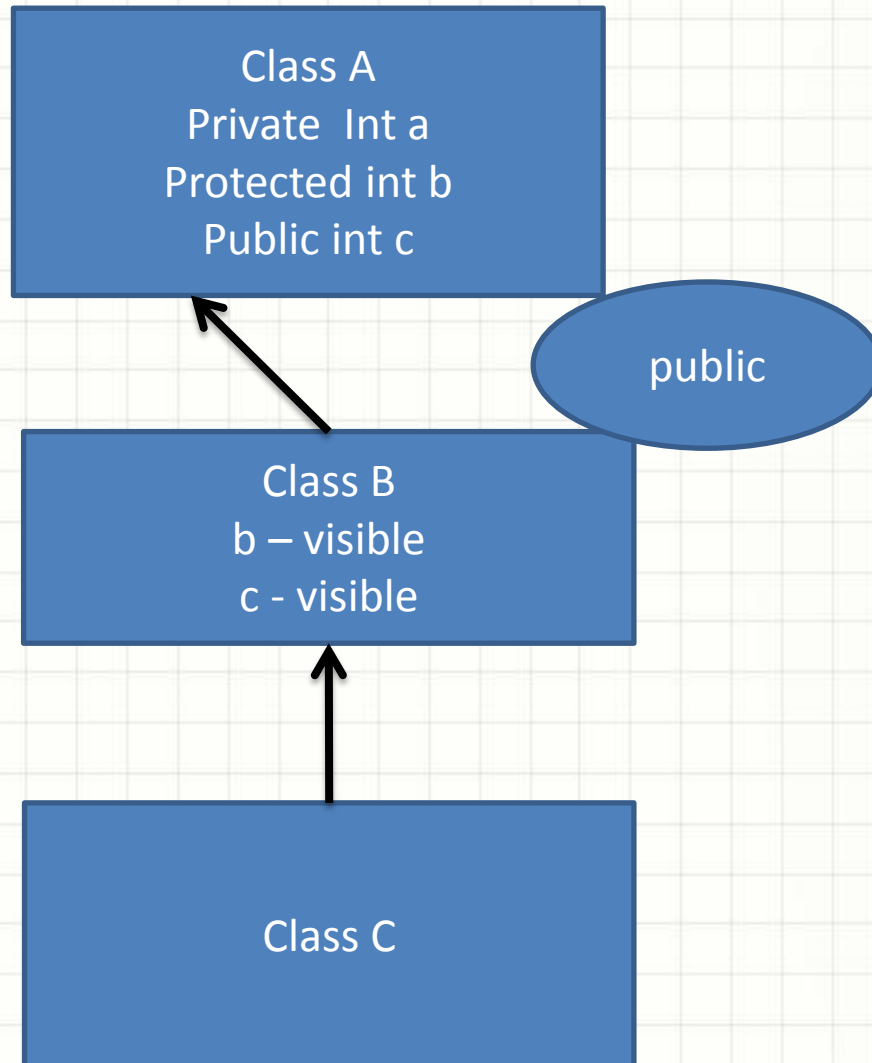 Class A
Private  Int a
Protected int b
Public int c
public
Class B
b – visible
c - visible
Class C